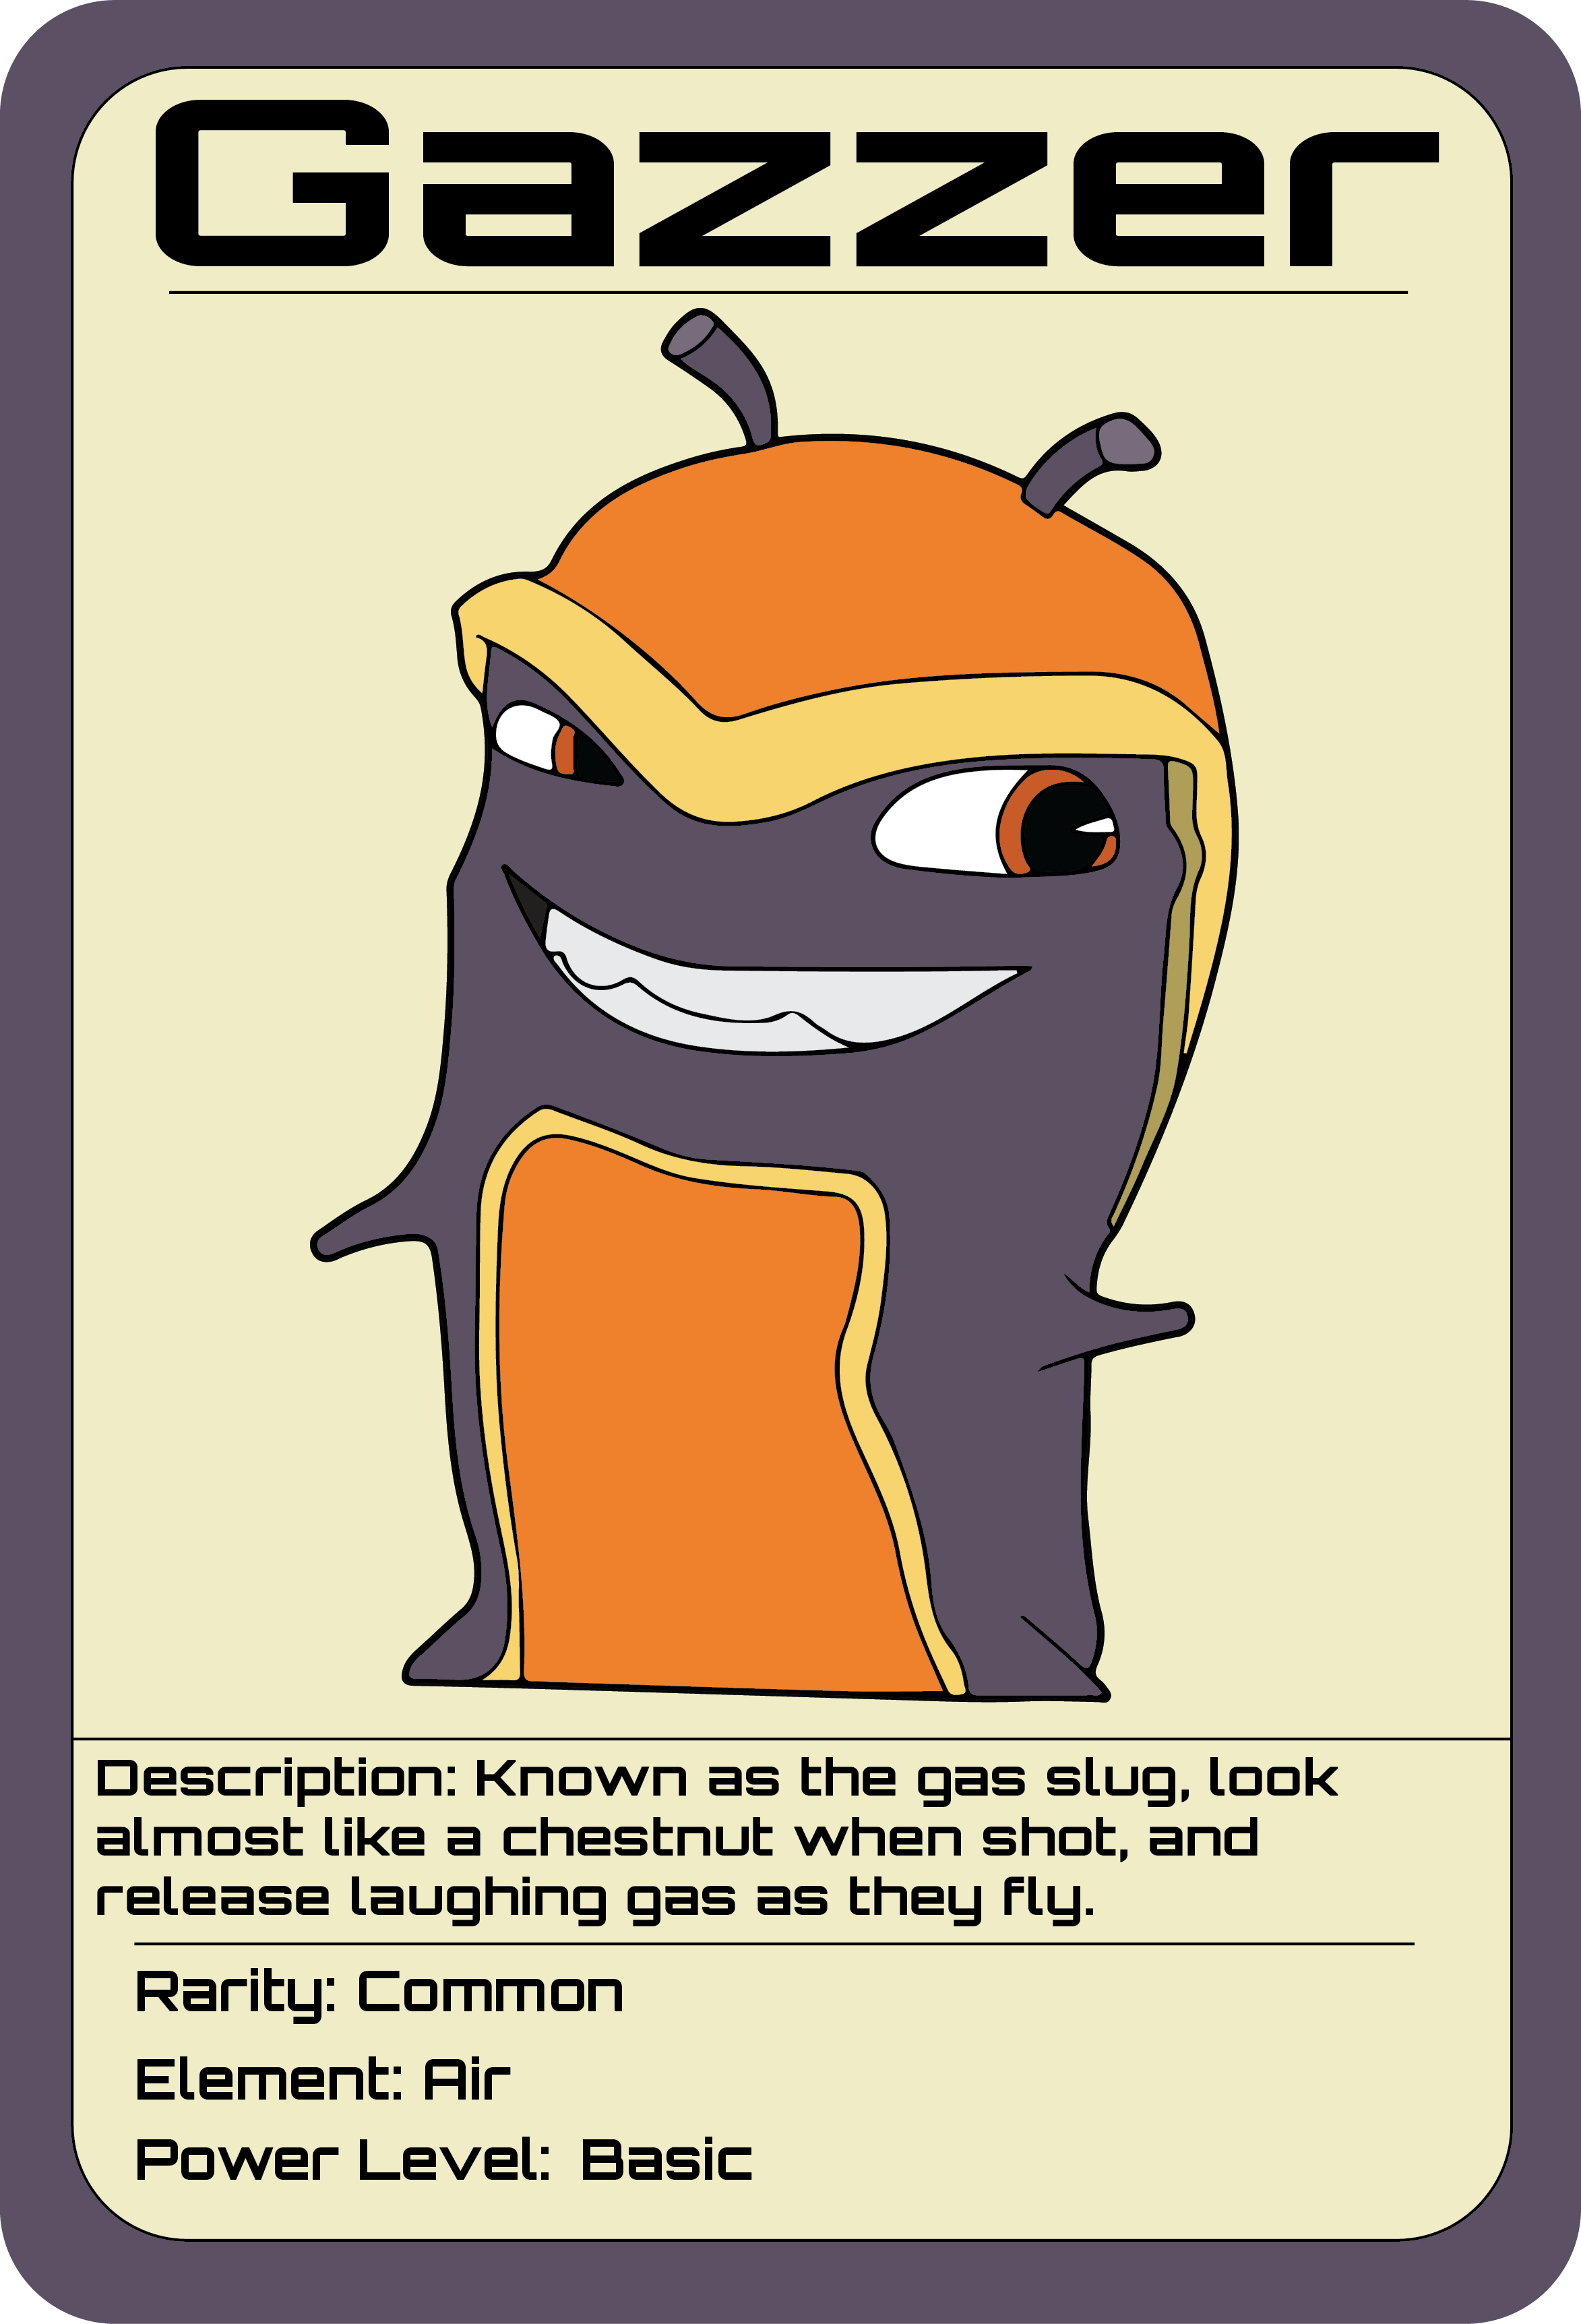 Gazzer
Description: Known as the gas slug, look
almost like a chestnut when shot, and
release laughing gas as they fly.
Rarity: Common
Element: Air
Power Level: Basic